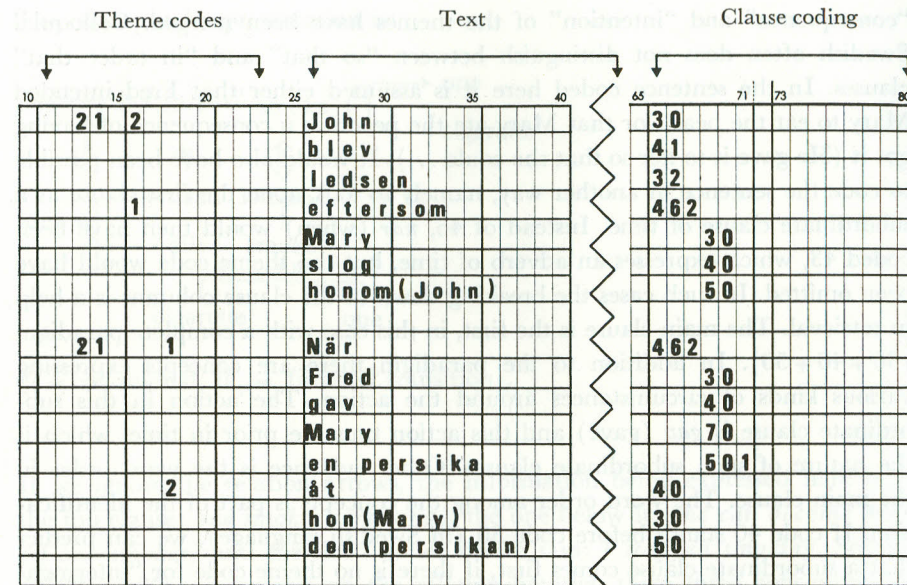 Theme codes Text Clause coding
10 15 20 25 30 35 40 65 71 73 80
212 John 30
blev 41
ledsen 32
1 eftersom 462
Mary 30
slog 40
honom(John) 50
21 1 När 462
Fred 30
gav 40
Mary 70
en persika 501
2 åt 40
hon(Mary) 30
den(persikan) 50